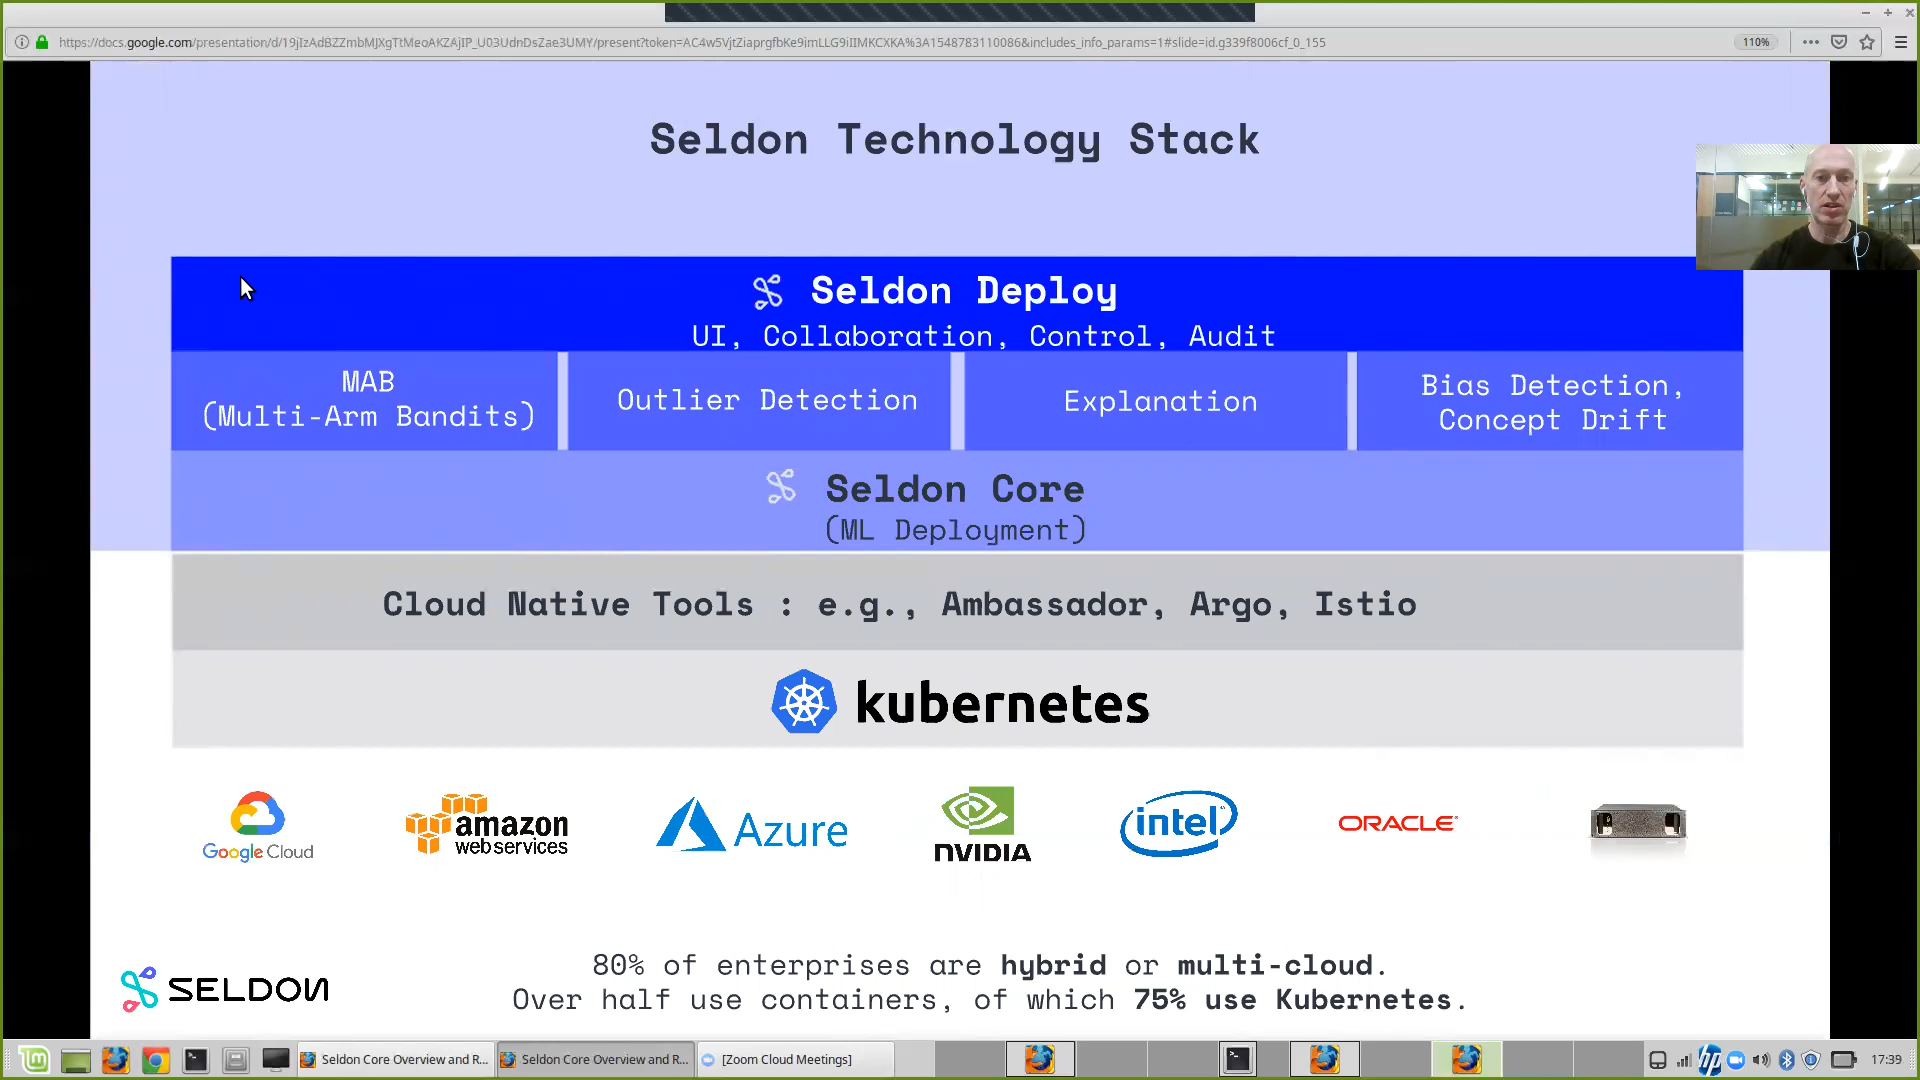 https://docs.google.com/presentation/d/19jIzAdBZZmbMJXgTtMeoAKZAjIP_U03UdnDsZae3UMY/present?token=AC4w5VjtZiaprgfbKe9jmLLG9iIIMKCXKA%3A1548783110086&includes_info_params=1#slide=id.g339f8006cf_0_155
110%
Seldon Technology Stack
Seldon Deploy
UI, Collaboration, Control, Audit
MAB
(Multi-Arm Bandits)
Outlier Detection
Explanation
Bias Detection,
Concept Drift
Seldon Core
(ML Deployment)
Cloud Native Tools : e.g., Ambassador, Argo, Istio
kubernetes
Google Cloud
amazon
webservices
Azure
NVIDIA
intel
ORACLE
SELDON
80% of enterprises are hybrid or multi-cloud.
Over half use containers, of which 75% use Kubernetes.
Seldon Core Overview and R...
Seldon Core Overview and R...
[Zoom Cloud Meetings]
hp
17:39